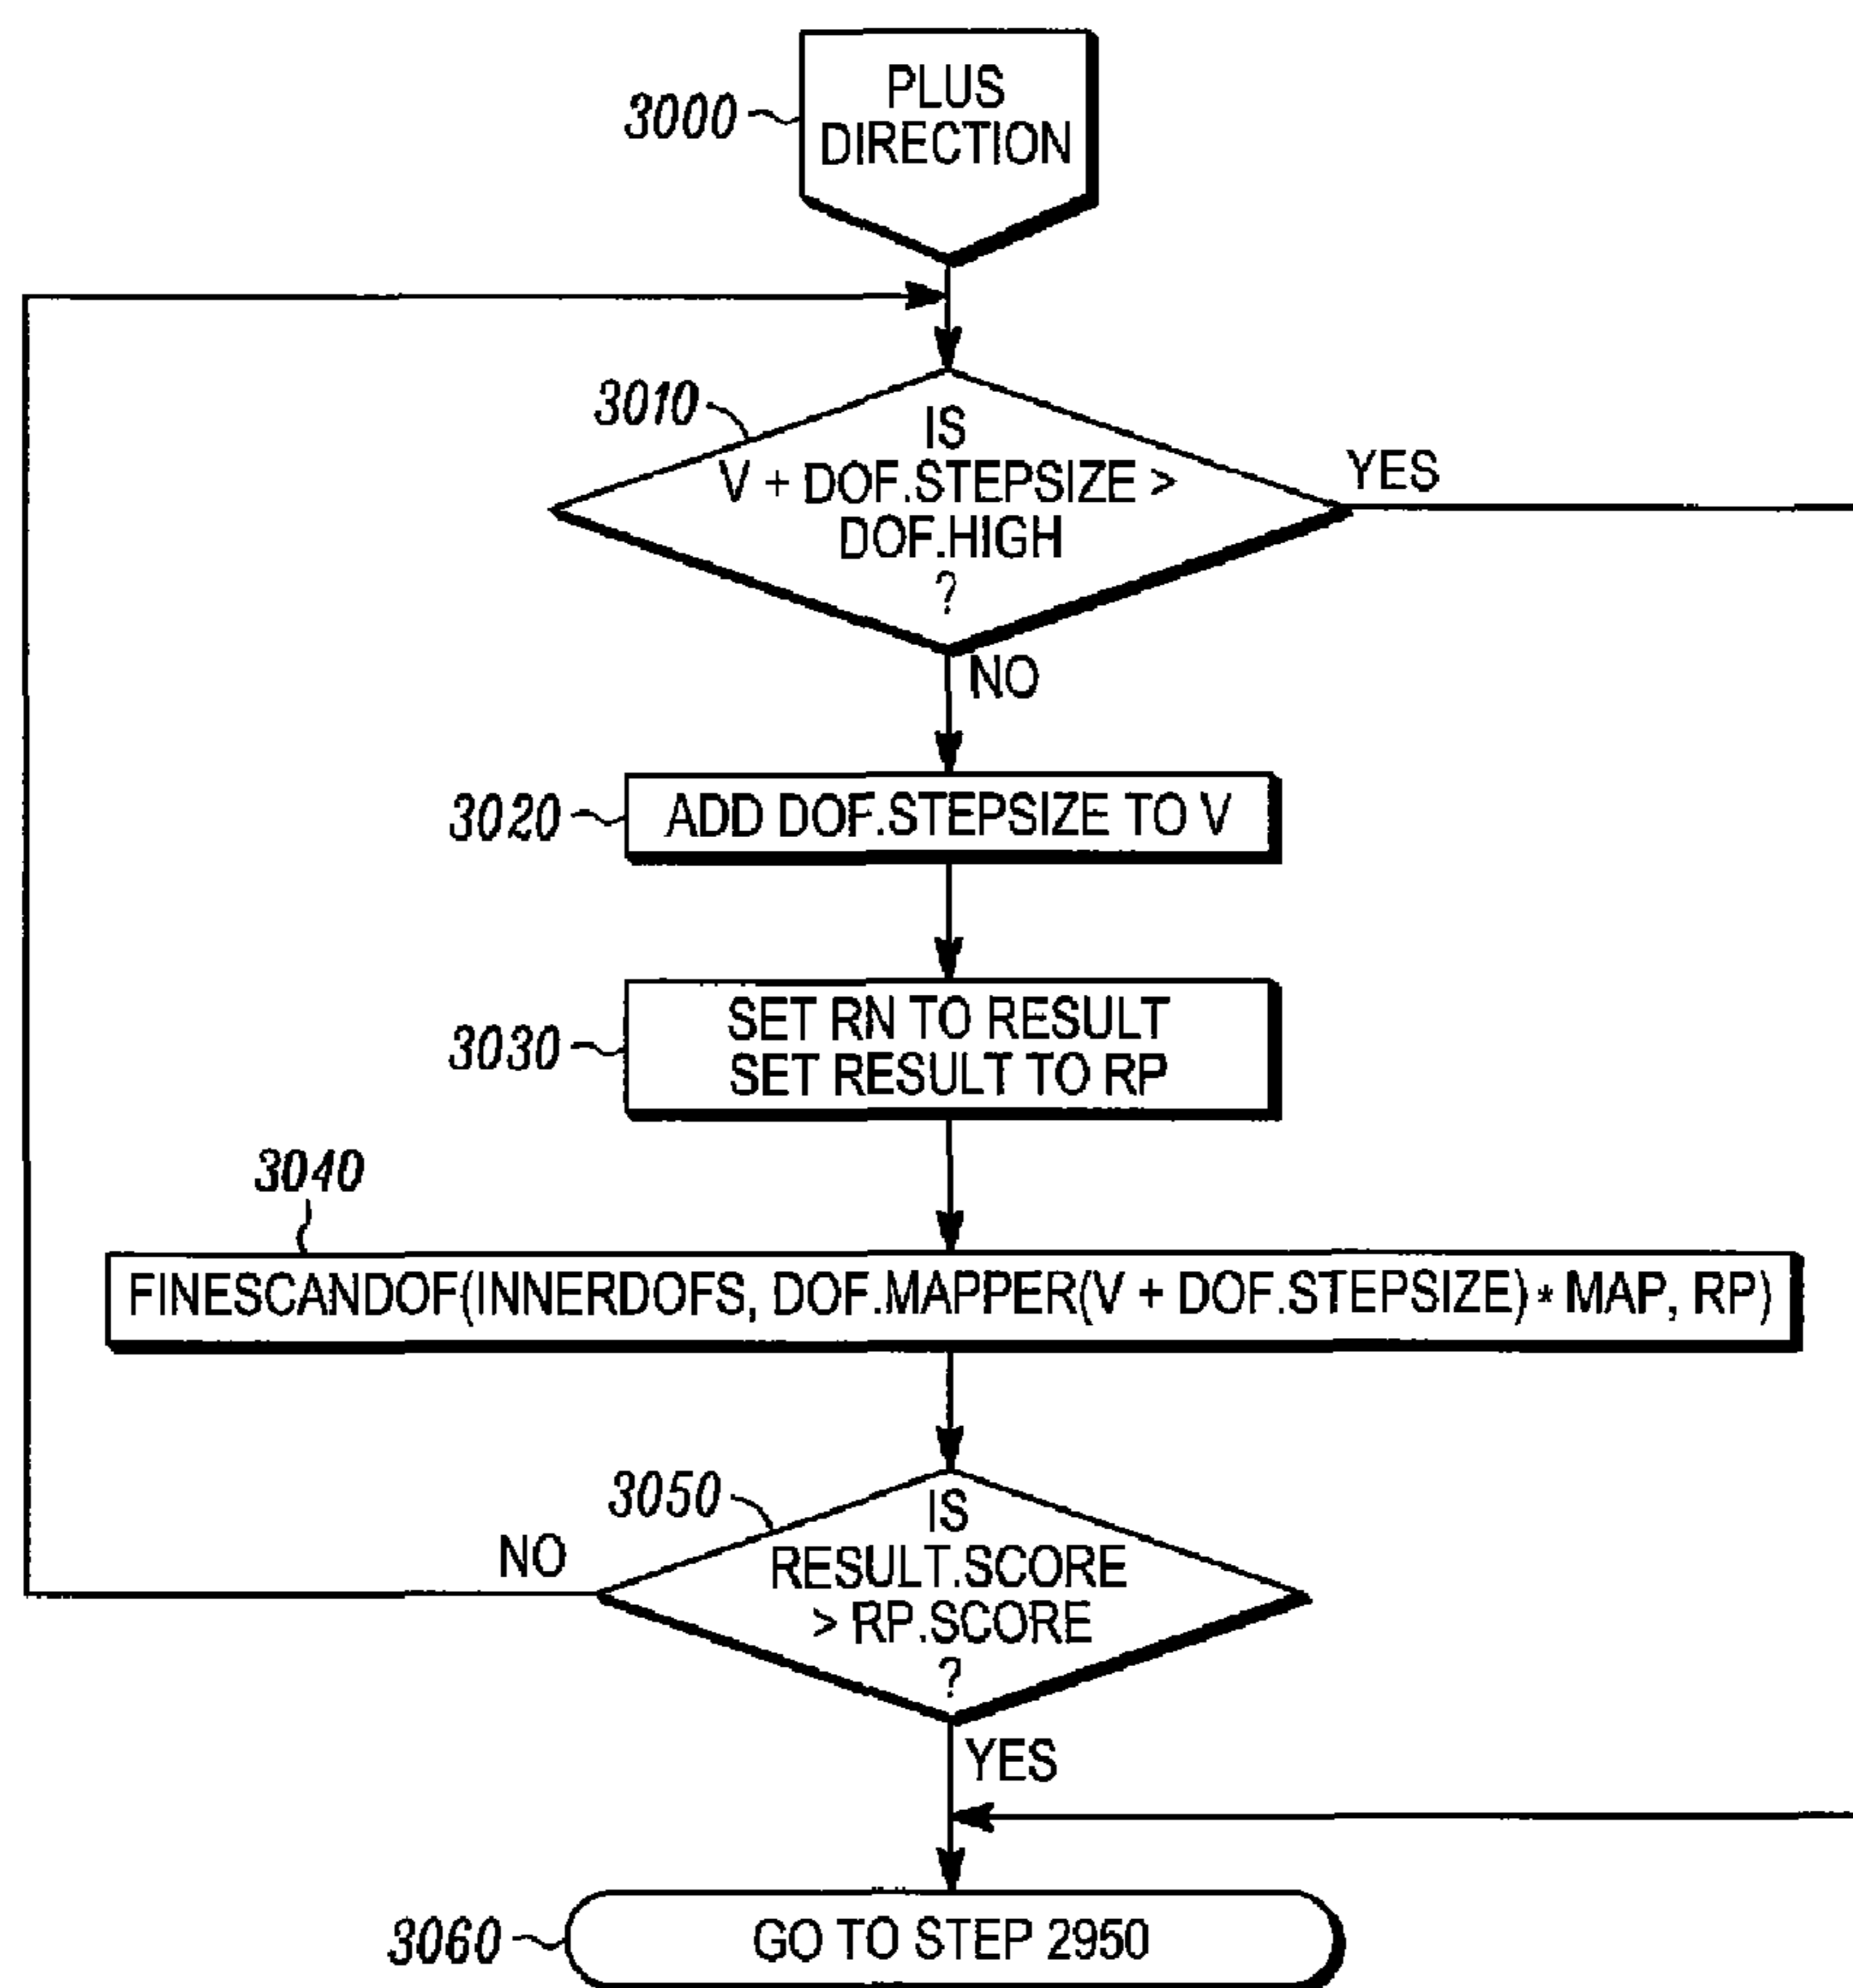 3000
PLUS
DIRECTION
3010
IS
V + DOF.STEPSIZE >
DOF.HIGH
?
YES
NO
3020
ADD DOF.STEPSIZE TO V
3030
SET RN TO RESULT
SET RESULT TO RP
3040
FINESCANDOF(INNERDOFS, DOF.MAPPER(V + DOF.STEPSIZE) * MAP, RP)
3050
IS
RESULT.SCORE
> RP.SCORE
?
NO
YES
3060
GO TO STEP 2950